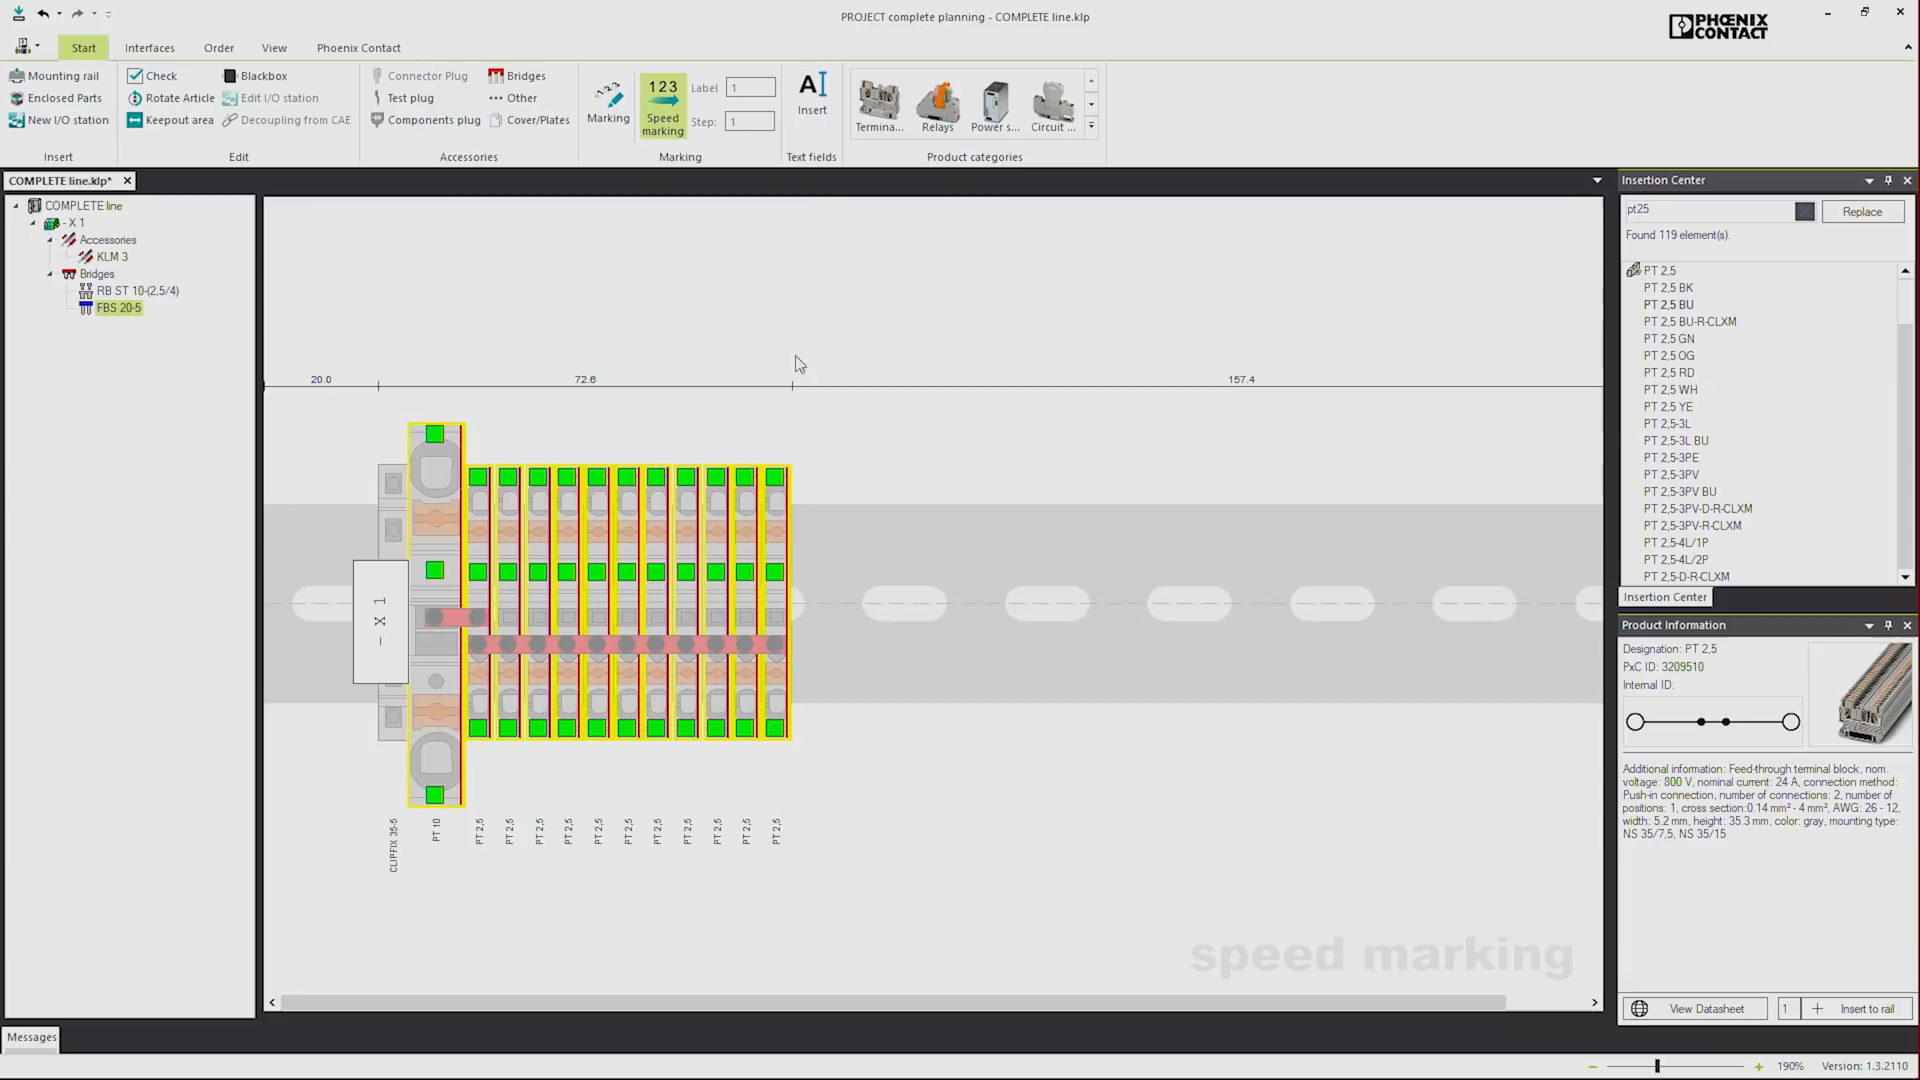 PROJECT complete planning - COMPLETE line.klp
PHŒNIX CONTACT
Start
Interfaces
Order
View
Phoenix Contact
Mounting rail
Enclosed Parts
New I/O station
Insert
Check
Rotate Article
Keepout area
Blackbox
Edit I/O station
Decoupling from CAE
Edit
Connector Plug
Test plug
Components plug
Bridges
Other
Cover/Plates
Accessories
Marking
123
Speed marking
Label 1
Step: 1
Marking
Insert
Text fields
Termina...
Relays
Power s...
Circuit ...
Product categories
COMPLETE line.klp*
COMPLETE line
- X 1
Accessories
KLM 3
Bridges
RB ST 10-(2,5/4)
FBS 20-5
20.0
72.6
157.4
- X 1
CLIPFIX 35-5
PT 10
PT 2,5
PT 2,5
PT 2,5
PT 2,5
PT 2,5
PT 2,5
PT 2,5
PT 2,5
PT 2,5
PT 2,5
PT 2,5
speed marking
Insertion Center
pt25
Replace
Found 119 element(s).
PT 2,5
PT 2,5 BK
PT 2,5 BU
PT 2,5 BU-R-CLXM
PT 2,5 GN
PT 2,5 OG
PT 2,5 RD
PT 2,5 WH
PT 2,5 YE
PT 2,5-3L
PT 2,5-3L BU
PT 2,5-3PE
PT 2,5-3PV
PT 2,5-3PV BU
PT 2,5-3PV-D-R-CLXM
PT 2,5-3PV-R-CLXM
PT 2,5-4L/1P
PT 2,5-4L/2P
PT 2,5-D-R-CLXM
Insertion Center
Product Information
Designation: PT 2,5
PxC ID: 3209510
Internal ID:
Additional information: Feed-through terminal block, nom.
voltage: 800 V, nominal current: 24 A, connection method:
Push-in connection, number of connections: 2, number of
positions: 1, cross section:0.14 mm² - 4 mm², AWG: 26 - 12,
width: 5.2 mm, height: 35.3 mm, color: gray, mounting type:
NS 35/7,5, NS 35/15
View Datasheet
1
Insert to rail
Messages
190%
Version: 1.3.2110